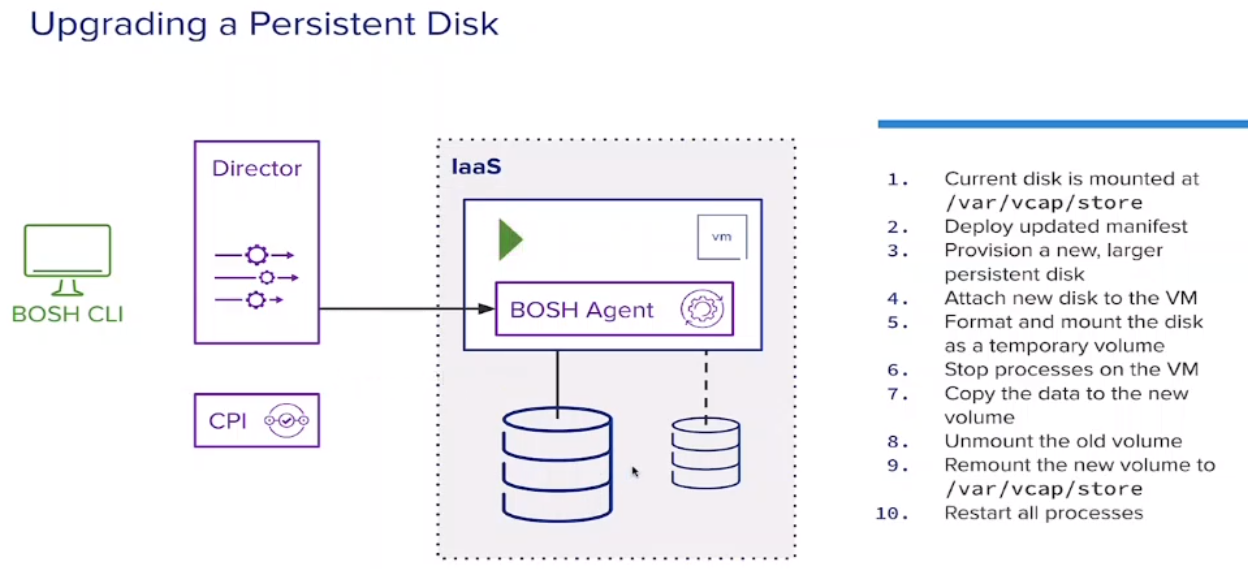 Upgrading a Persistent Disk
Director
IaaS
vm
BOSH Agent
BOSH CLI
CPI
1. Current disk is mounted at
/var/vcap/store
2. Deploy updated manifest
3. Provision a new, larger
persistent disk
4. Attach new disk to the VM
5. Format and mount the disk
as a temporary volume
6. Stop processes on the VM
7. Copy the data to the new
volume
8. Unmount the old volume
9. Remount the new volume to
/var/vcap/store
10. Restart all processes